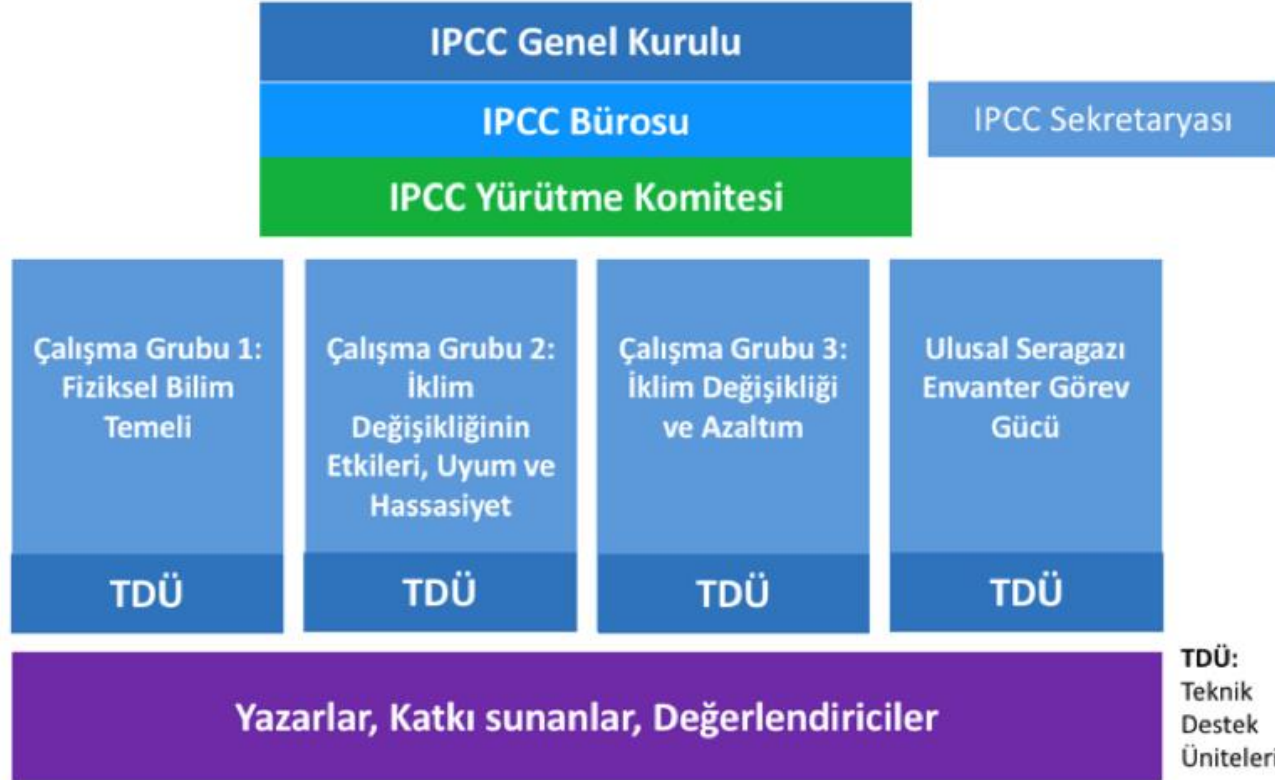 IPCC Genel Kurulu
IPCC Bürosu
IPCC Sekretaryası
IPCC Yürütme Komitesi
Çalışma Grubu 1:
Fiziksel Bilim
Temeli
TDÜ
Çalışma Grubu 2:
İklim
Değişikliğinin
Etkileri, Uyum ve
Hassasiyet
TDÜ
Çalışma Grubu 3:
İklim Değişikliği
ve Azaltım
TDÜ
Ulusal Seragazı
Envanter Görev
Gücü
TDÜ
Yazarlar, Katkı sunanlar, Değerlendiriciler
TDÜ:
Teknik
Destek
Üniteleri